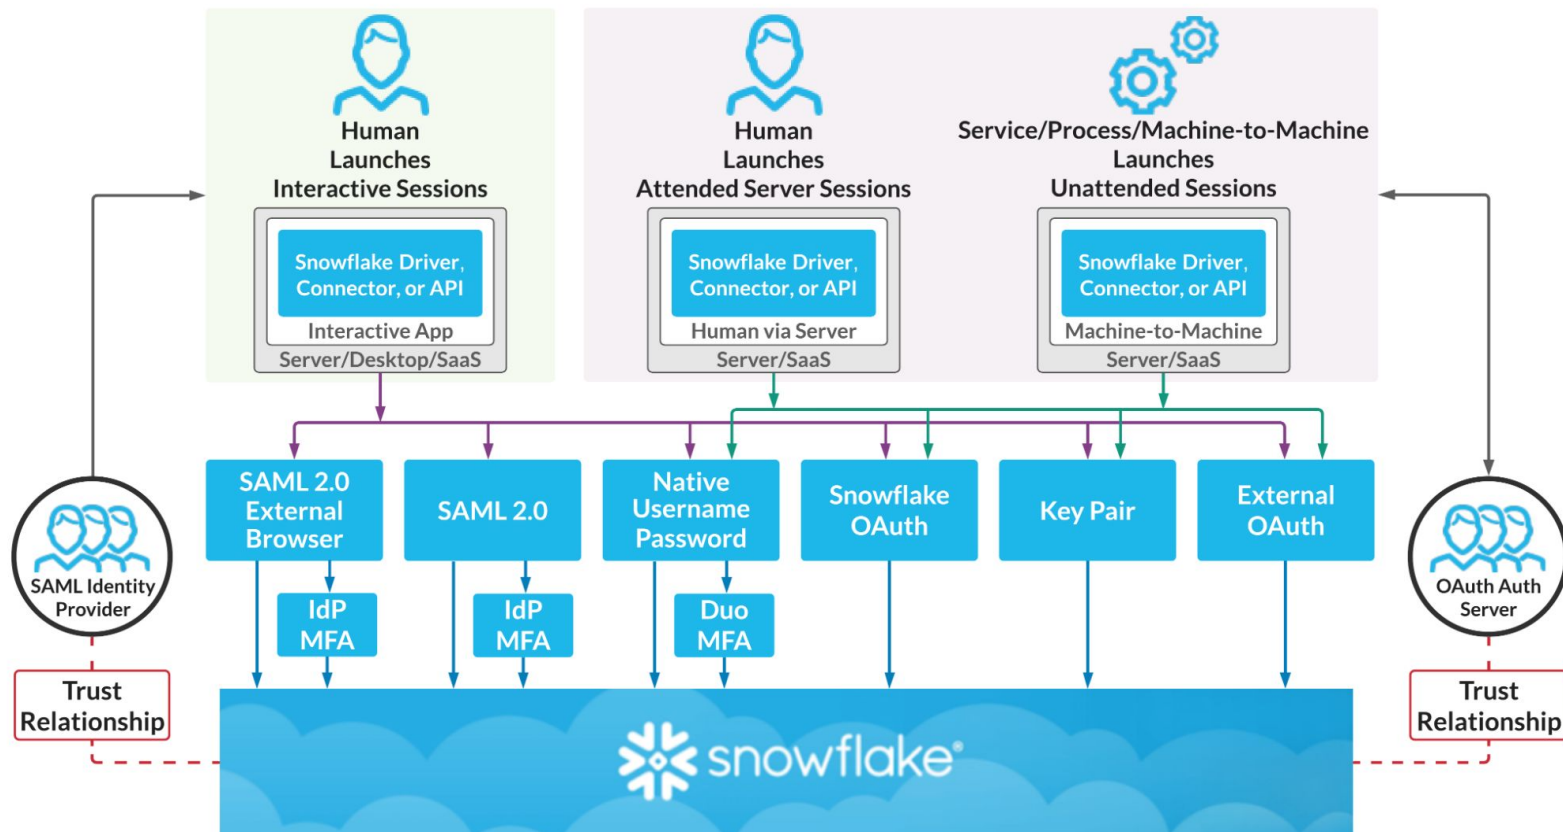 Human
Launches
Interactive Sessions
Snowflake Driver,
Connector, or API
Interactive App
Server/Desktop/SaaS
Human
Launches
Attended Server Sessions
Snowflake Driver,
Connector, or API
Human via Server
Server/SaaS
Service/Process/Machine-to-Machine
Launches
Unattended Sessions
Snowflake Driver,
Connector, or API
Machine-to-Machine
Server/SaaS
SAML 2.0
External
Browser
SAML 2.0
Native
Username
Password
Snowflake
OAuth
Key Pair
External
OAuth
SAML Identity
Provider
IdP
MFA
IdP
MFA
Duo
MFA
OAuth Auth
Server
Trust
Relationship
Trust
Relationship
snowflake®